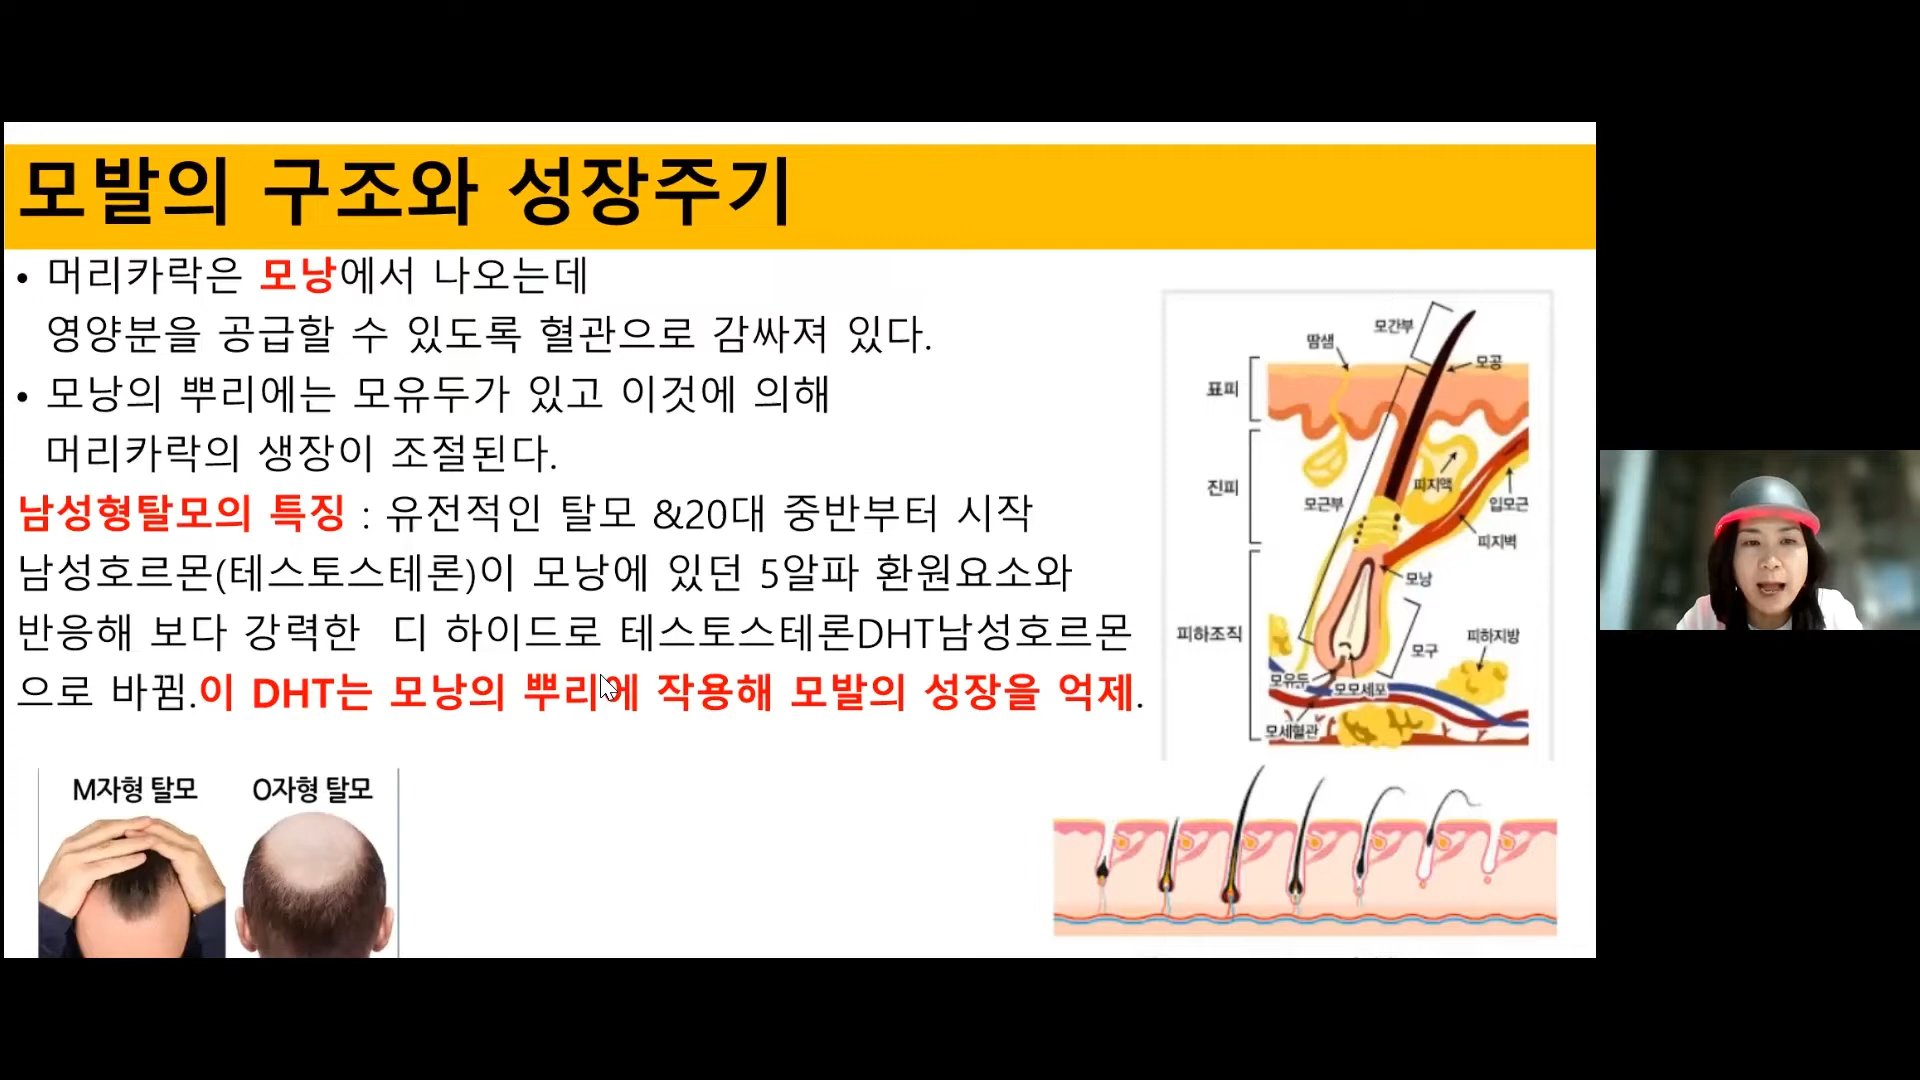 모발의 구조와 성장주기
• 머리카락은 모낭에서 나오는데
영양분을 공급할 수 있도록 혈관으로 감싸져 있다.
• 모낭의 뿌리에는 모유두가 있고 이것에 의해
머리카락의 생장이 조절된다.
남성형탈모의 특징 : 유전적인 탈모 &20대 중반부터 시작
남성호르몬(테스토스테론)이 모낭에 있던 5알파 환원요소와
반응해 보다 강력한 디 하이드로 테스토스테론DHT남성호르몬
으로 바뀜.이 DHT는 모낭의 뿌리에 작용해 모발의 성장을 억제.
모간부
땀샘
모공
표피
진피
피지액
모근부
입모근
피지벽
모낭
피하조직
모구
피하지방
모유두
모모세포
모세혈관
M자형 탈모
O자형 탈모